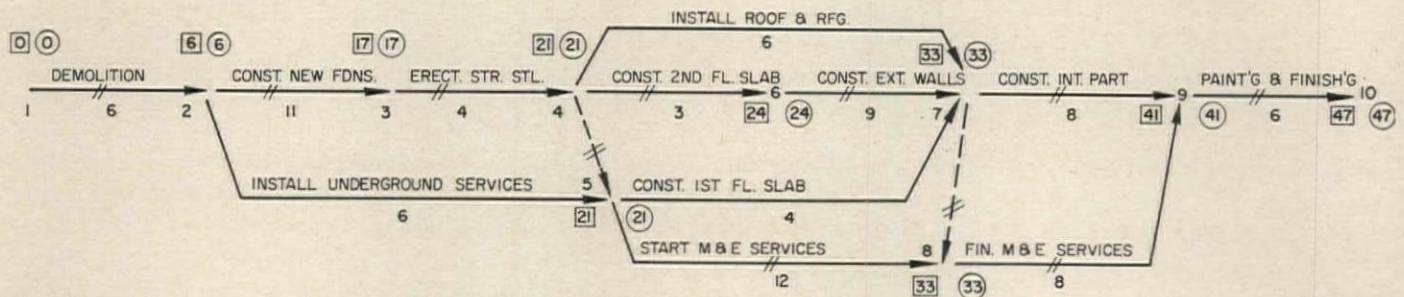 INSTALL ROOF & RFG.
6
0 0
6 6
17 17
21 21
33 33
DEMOLITION
CONST. NEW FDNS.
ERECT. STR. STL.
CONST. 2ND FL. SLAB
CONST. EXT. WALLS
CONST. INT. PART
PAINT'G & FINISH'G
1 6 2 11 3 4 4 3 6 9 7 8 9 6 10
24 24
41 41
47 47
INSTALL UNDERGROUND SERVICES
6
5
21 21
CONST. 1ST FL. SLAB
4
START M & E SERVICES
12
8
33 33
FIN. M & E SERVICES
8